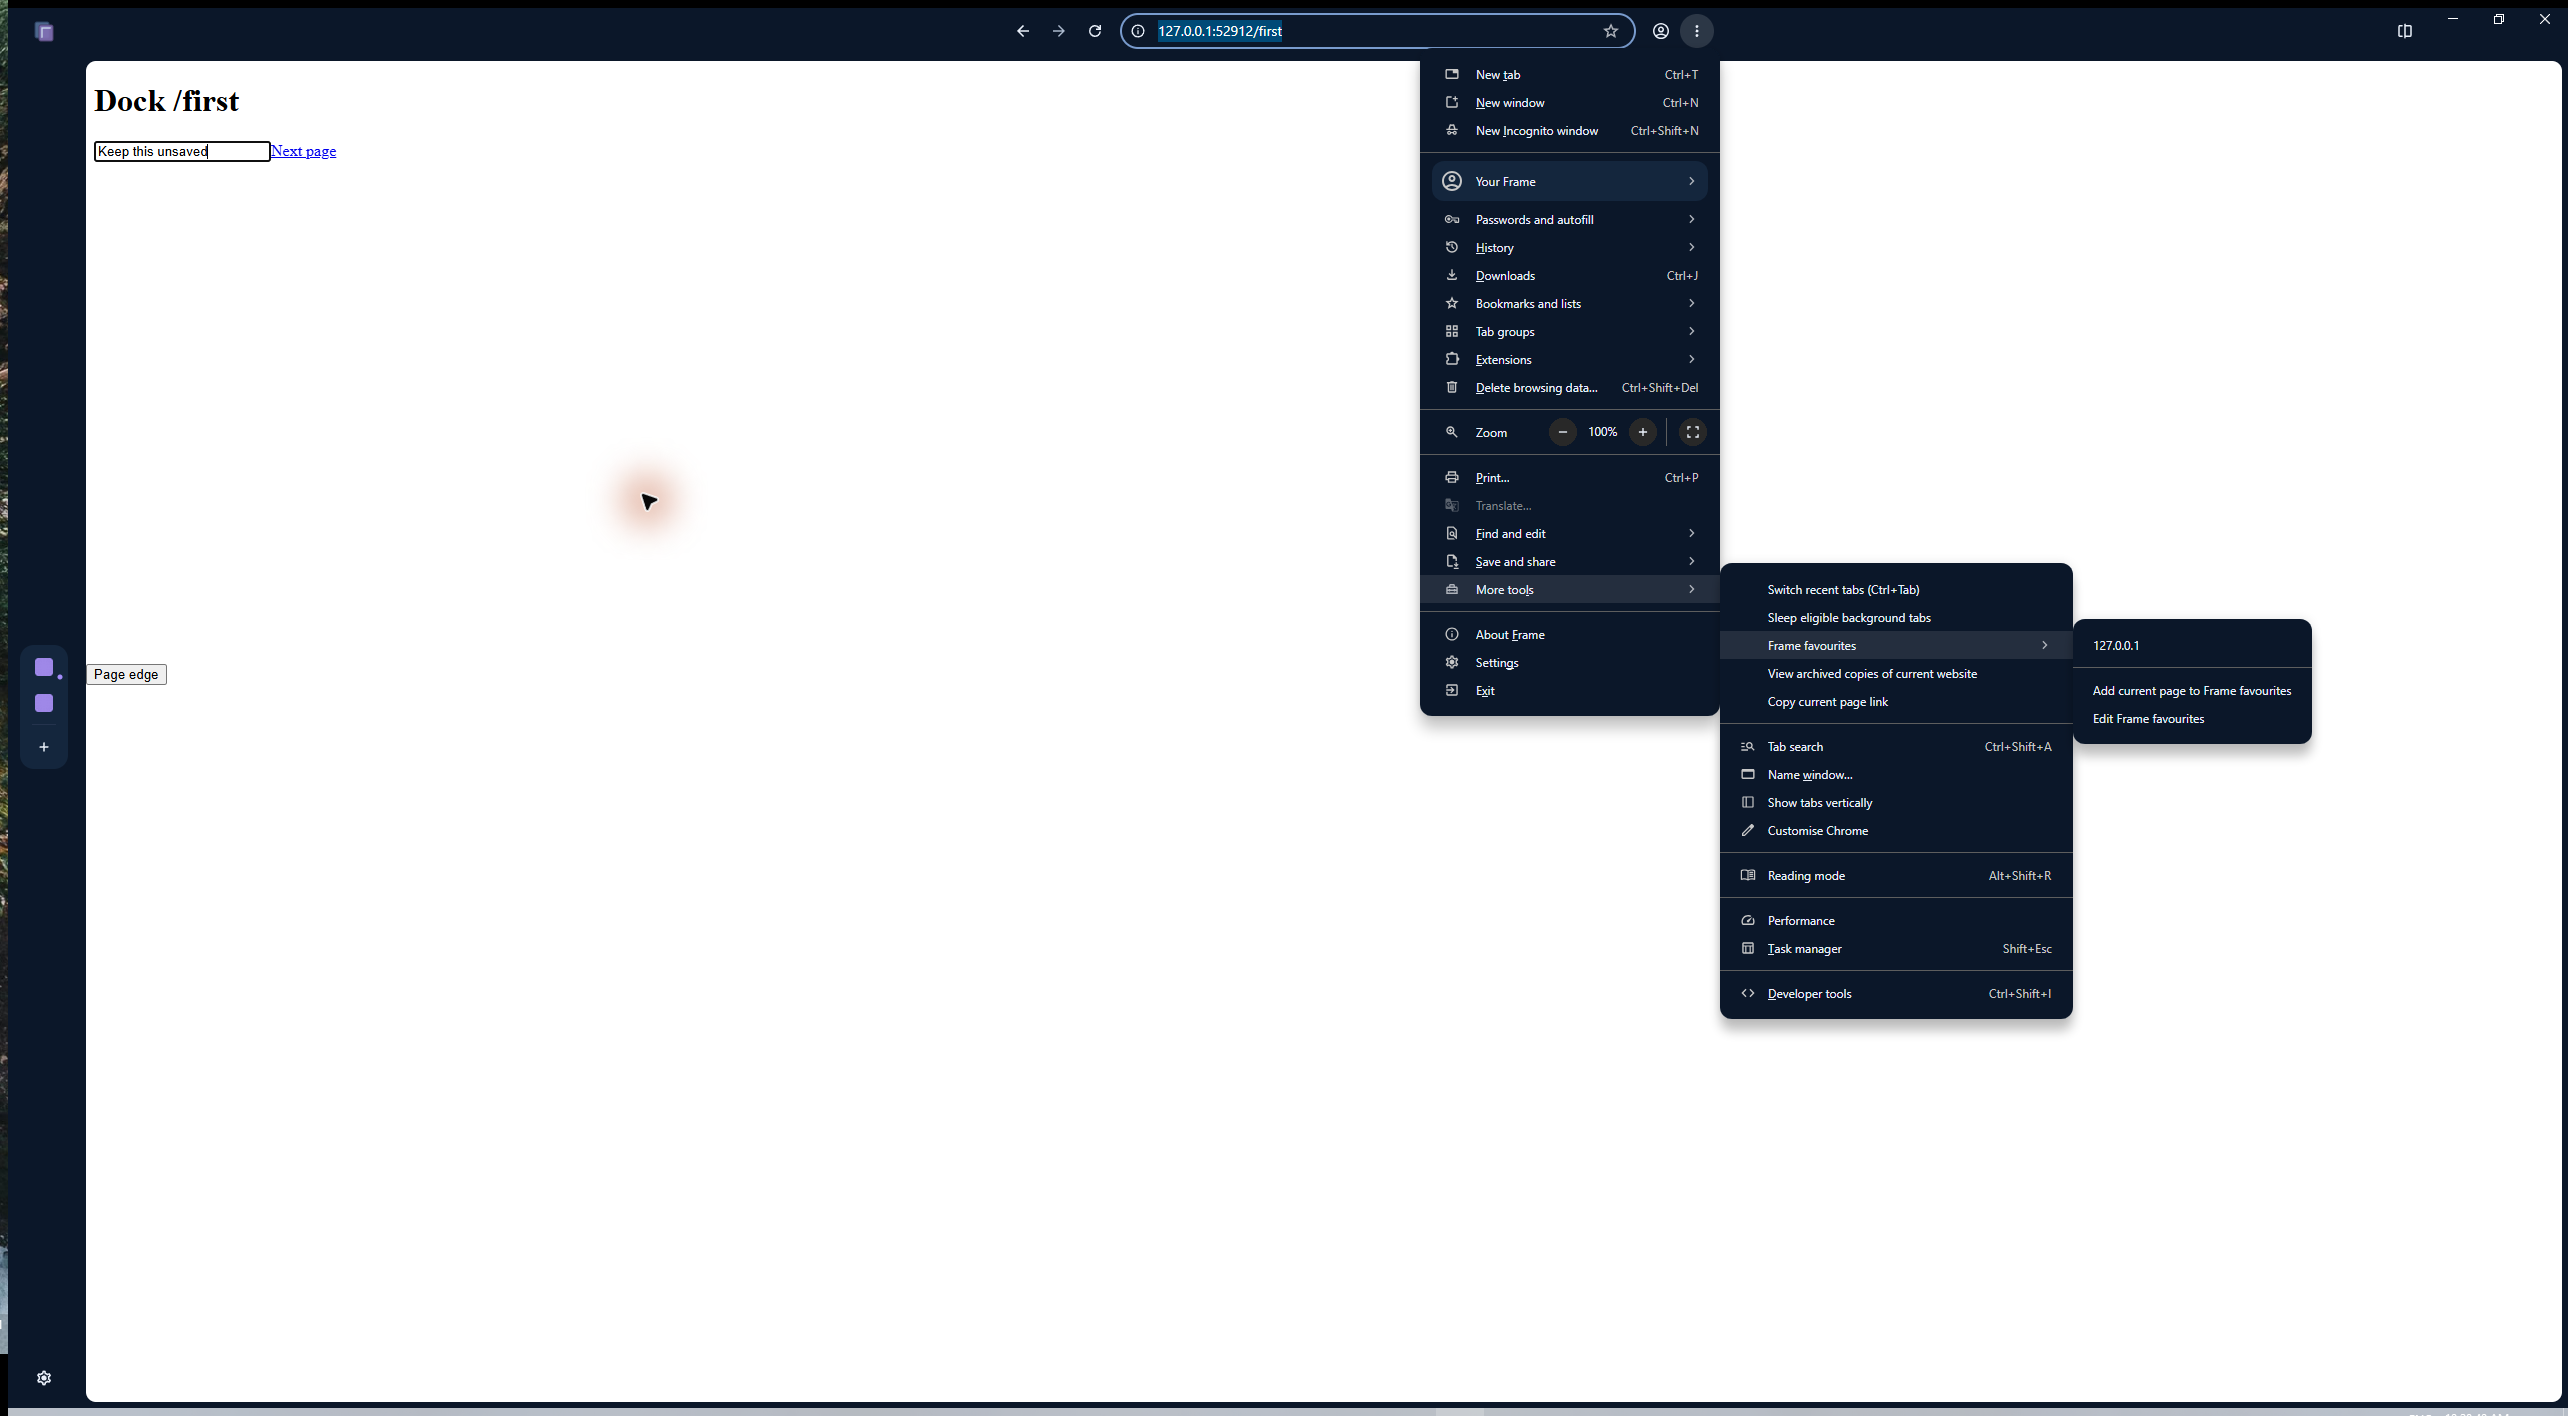 127.0.0.1:52912/first
Dock /first
Keep this unsaved Next page
Page edge
New tab Ctrl+T
New window Ctrl+N
New Incognito window Ctrl+Shift+N
Your Frame
Passwords and autofill
History
Downloads Ctrl+J
Bookmarks and lists
Tab groups
Extensions
Delete browsing data... Ctrl+Shift+Del
Zoom − 100% +
Print... Ctrl+P
Translate...
Find and edit
Save and share
More tools
About Frame
Settings
Exit
Switch recent tabs (Ctrl+Tab)
Sleep eligible background tabs
Frame favourites
View archived copies of current website
Copy current page link
Tab search Ctrl+Shift+A
Name window...
Show tabs vertically
Customise Chrome
Reading mode Alt+Shift+R
Performance
Task manager Shift+Esc
Developer tools Ctrl+Shift+I
127.0.0.1
Add current page to Frame favourites
Edit Frame favourites